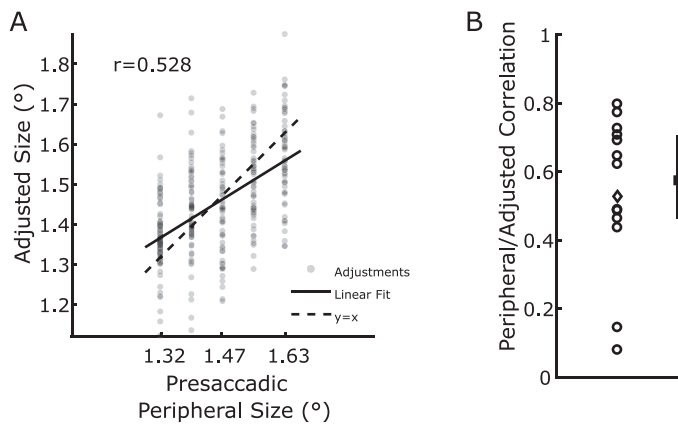 A
r=0.528
Adjusted Size (°)
1.8
1.7
1.6
1.5
1.4
1.3
1.2
Adjustments
Linear Fit
y=x
1.32 1.47 1.63
Presaccadic
Peripheral Size (°)
B
Peripheral/Adjusted Correlation
1
0.8
0.6
0.4
0.2
0